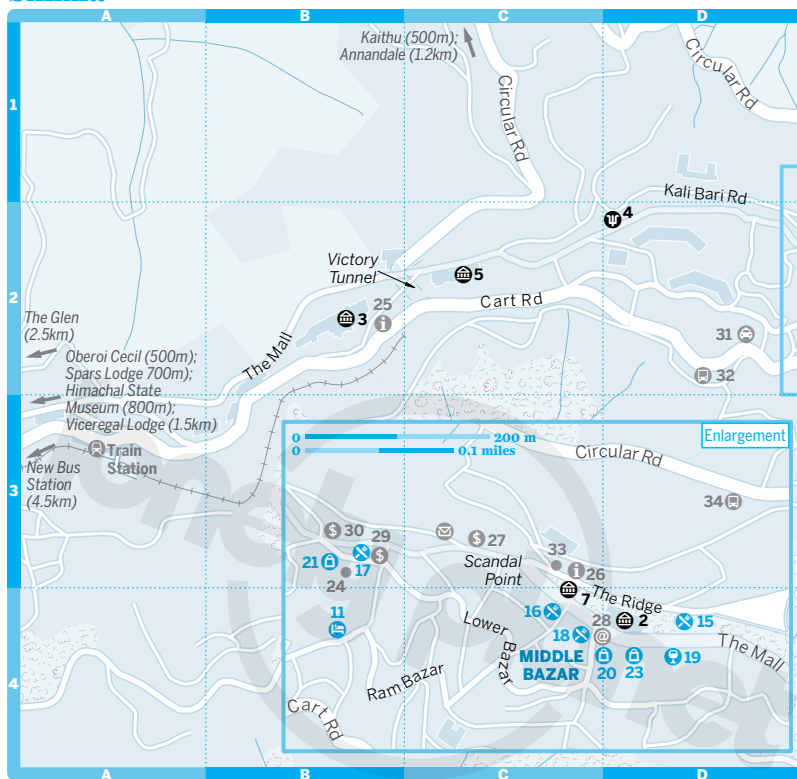 A
B
C
D
Kaithu (500m);
Annandale (1.2km)
Circular Rd
Circular Rd
1
Kali Bari Rd
4
Victory
Tunnel
5
2
Cart Rd
25
3
The Glen
(2.5km)
The Mall
31
Oberoi Cecil (500m);
Spars Lodge 700m);
Himachal State
Museum (800m);
Viceregal Lodge (1.5km)
32
0 200 m
0 0.1 miles
Enlargement
Train
Station
Circular Rd
New Bus
Station
(4.5km)
3
34
30
29
27
33
21
17
Scandal
Point
26
24
7
The Ridge
11
16
Lower
Bazar
28
2
15
18
@
The Mall
MIDDLE
BAZAR
20
23
19
4
Ram Bazar
Cart Rd
A
B
C
D